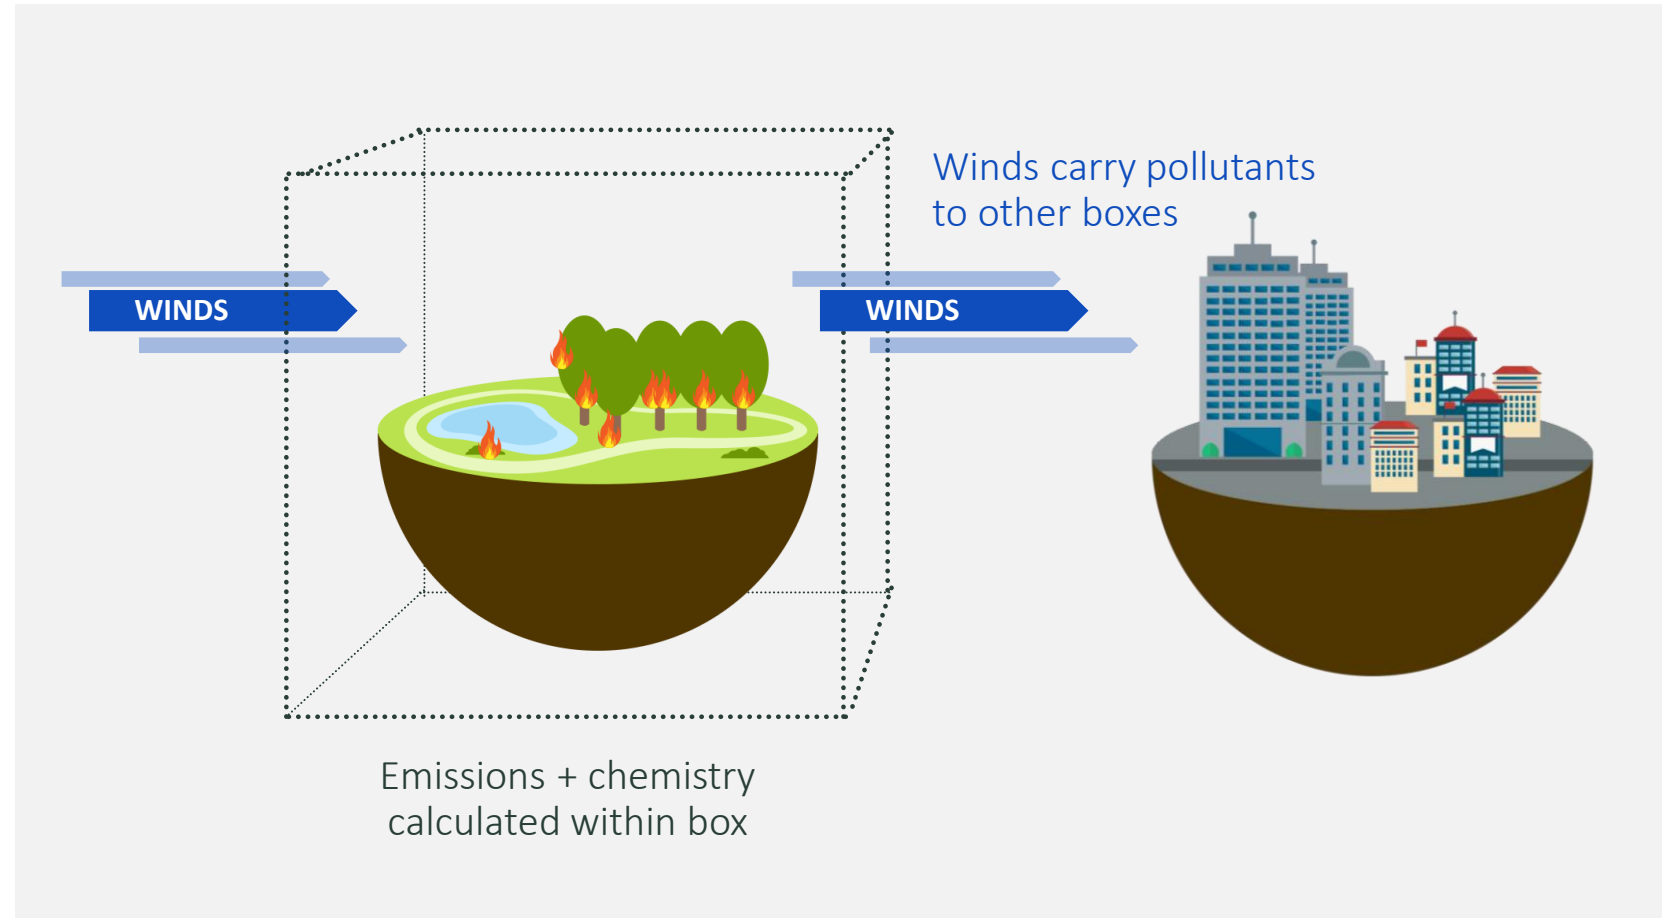 Winds carry pollutants
to other boxes
WINDS
WINDS
Emissions + chemistry
calculated within box